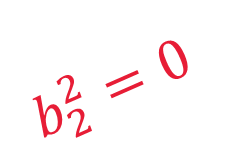 $b_2^2 = 0$